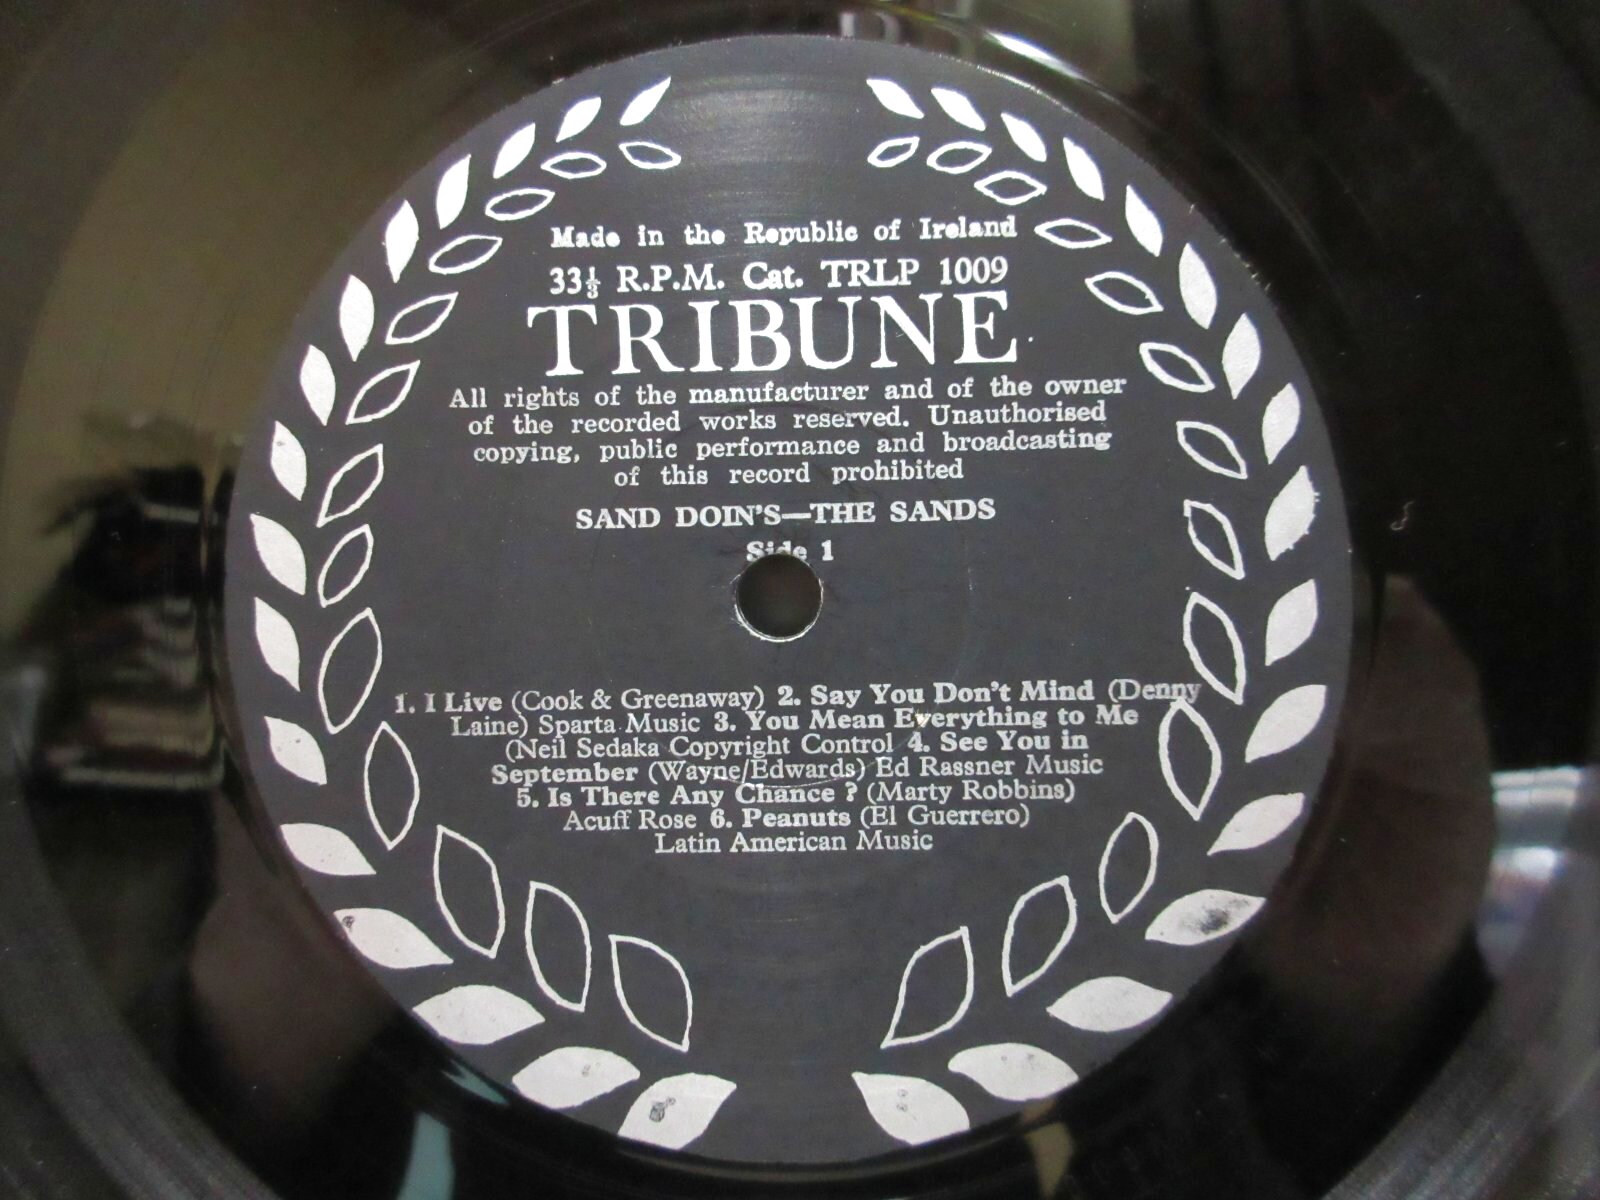 Made in the Republic of Ireland
33⅓ R.P.M. Cat. TRLP 1009
TRIBUNE
All rights of the manufacturer and of the owner
of the recorded works reserved. Unauthorised
copying, public performance and broadcasting
of this record prohibited
SAND DOIN'S—THE SANDS
Side 1
1. I Live (Cook & Greenaway) 2. Say You Don't Mind (Denny
Laine) Sparta Music 3. You Mean Everything to Me
(Neil Sedaka Copyright Control 4. See You in
September (Wayne/Edwards) Ed Rassner Music
5. Is There Any Chance ? (Marty Robbins)
Acuff Rose 6. Peanuts (El Guerrero)
Latin American Music